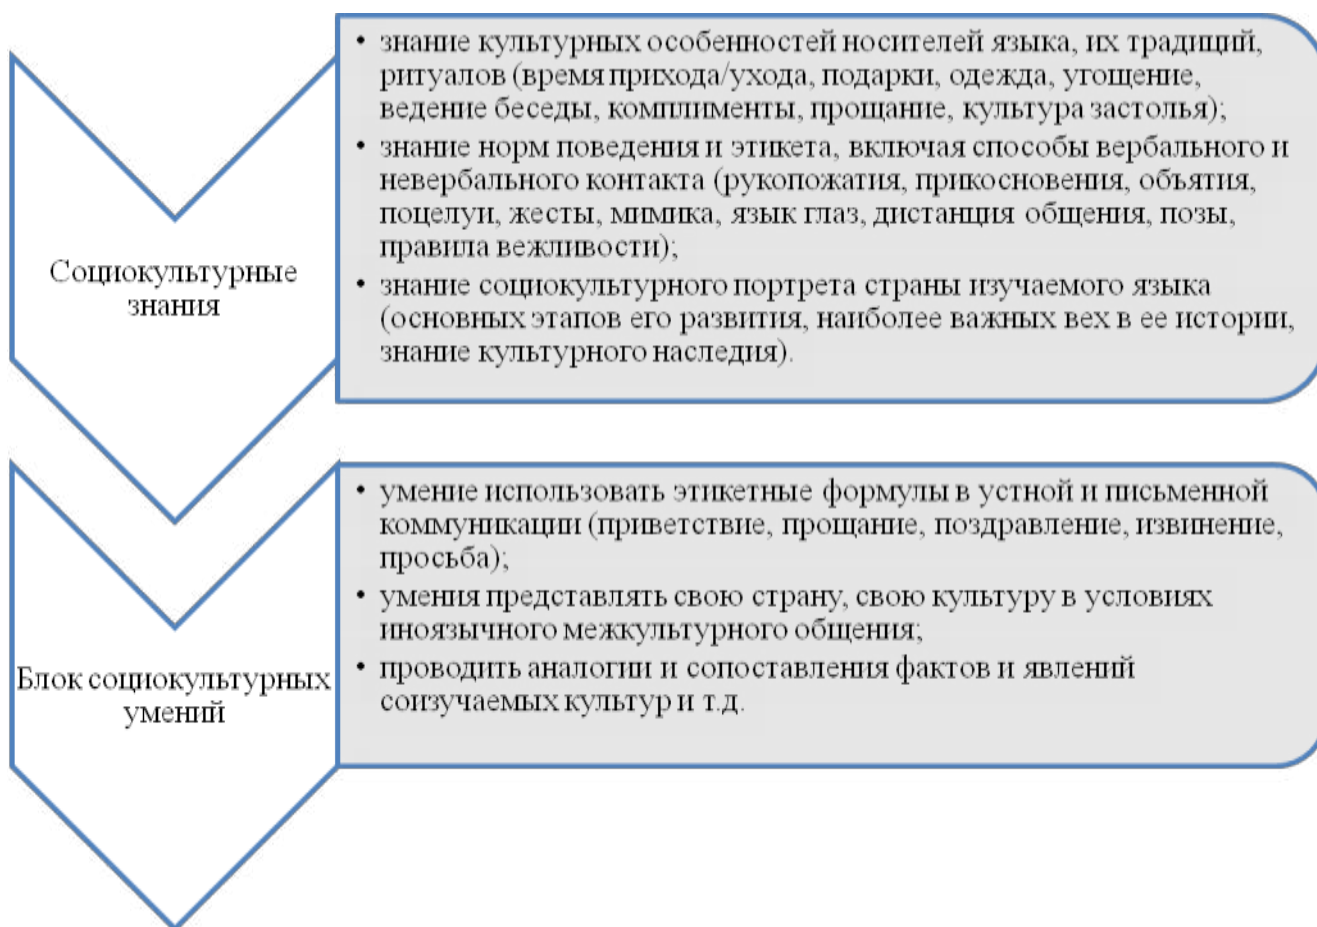 Социокультурные
знания
• знание культурных особенностей носителей языка, их традиций,
ритуалов (время прихода/ухода, подарки, одежда, угощение,
ведение беседы, комплименты, прощание, культура застолья);
• знание норм поведения и этикета, включая способы вербального и
невербального контакта (рукопожатия, прикосновения, объятия,
поцелуи, жесты, мимика, язык глаз, дистанция общения, позы,
правила вежливости);
• знание социокультурного портрета страны изучаемого языка
(основных этапов его развития, наиболее важных вех в ее истории,
знание культурного наследия).
Блок социокультурных
умений
• умение использовать этикетные формулы в устной и письменной
коммуникации (приветствие, прощание, поздравление, извинение,
просьба);
• умения представлять свою страну, свою культуру в условиях
иноязычного межкультурного общения;
• проводить аналогии и сопоставления фактов и явлений
соизучаемых культур и т.д.